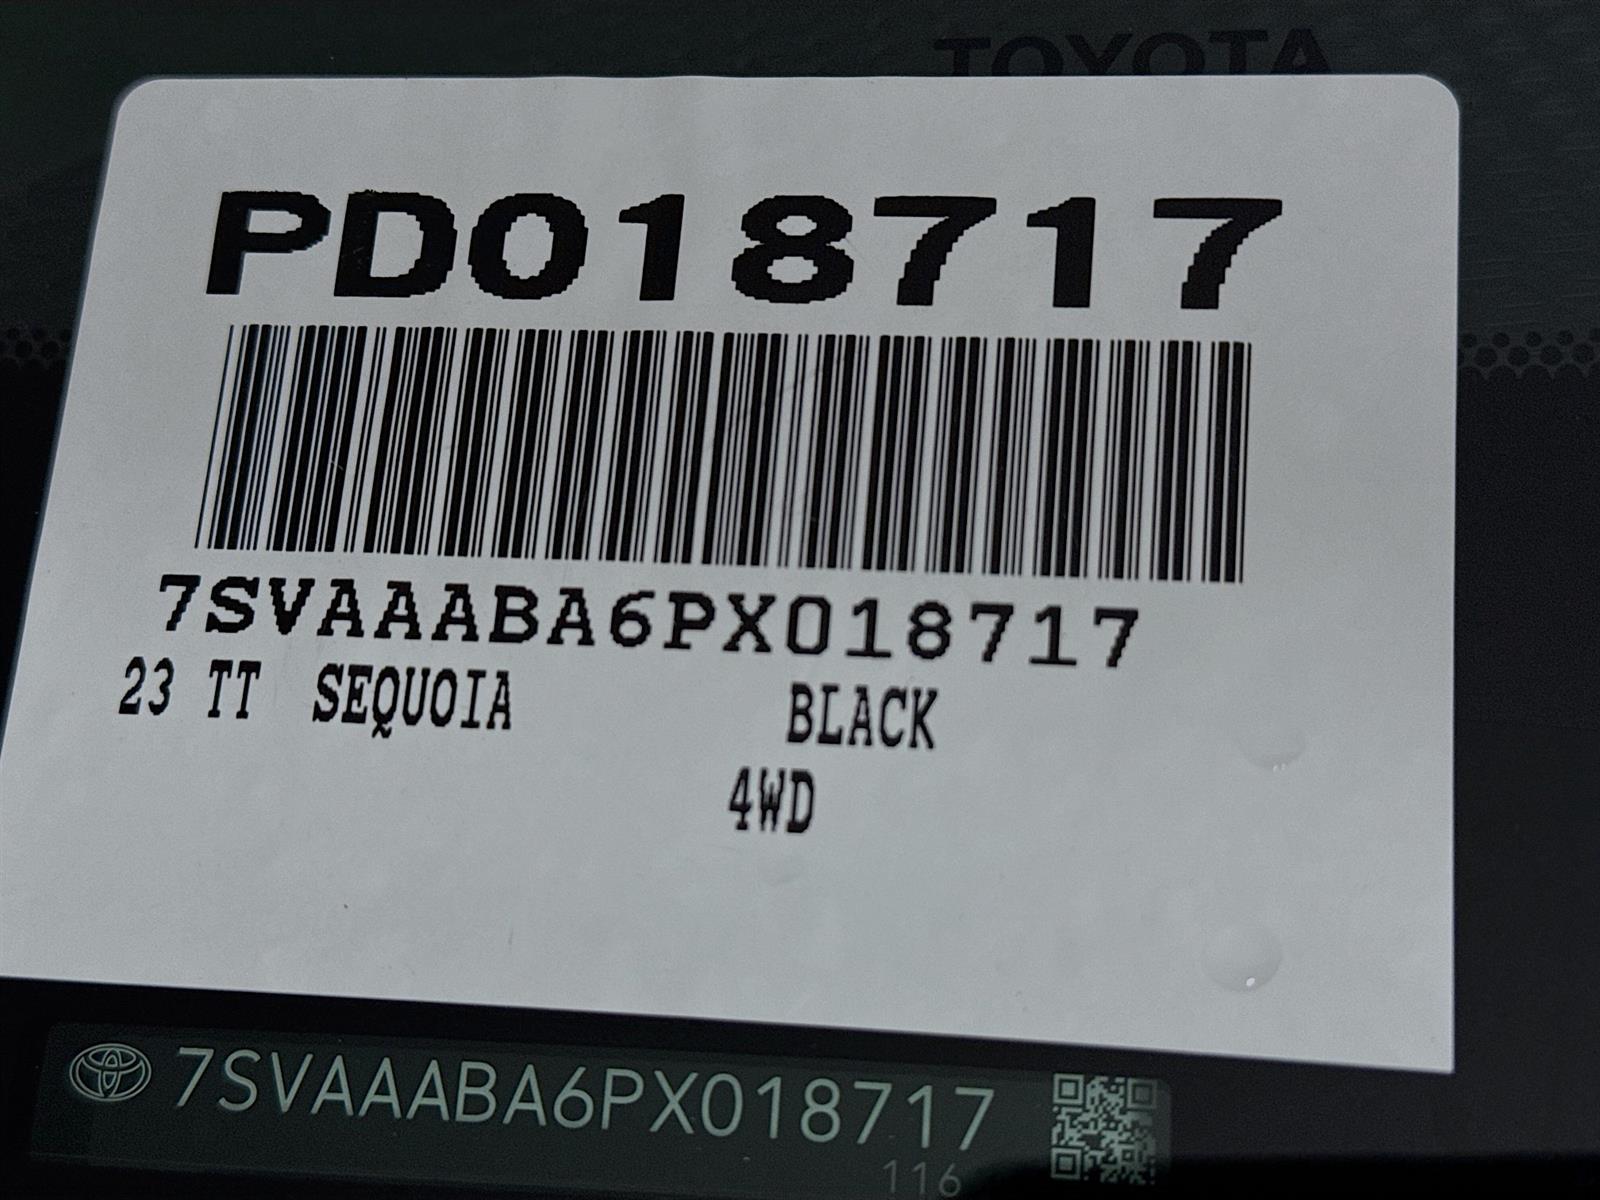 TOYOTA
PD018717
7SVAAABA6PX018717
23 TT SEQUOIA BLACK
4WD
7SVAAABA6PX018717
116